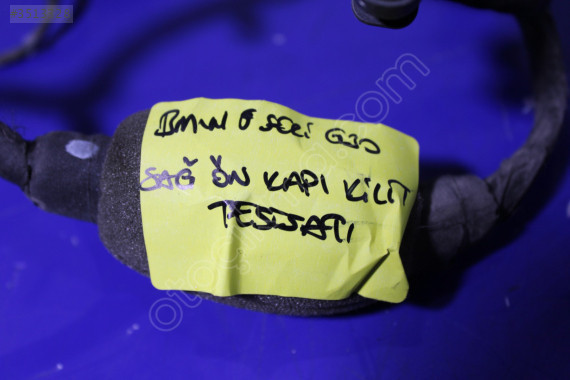 BMW 5 SERİ G30
SAĞ ÖN KAPI KİLİT
TESİSATI